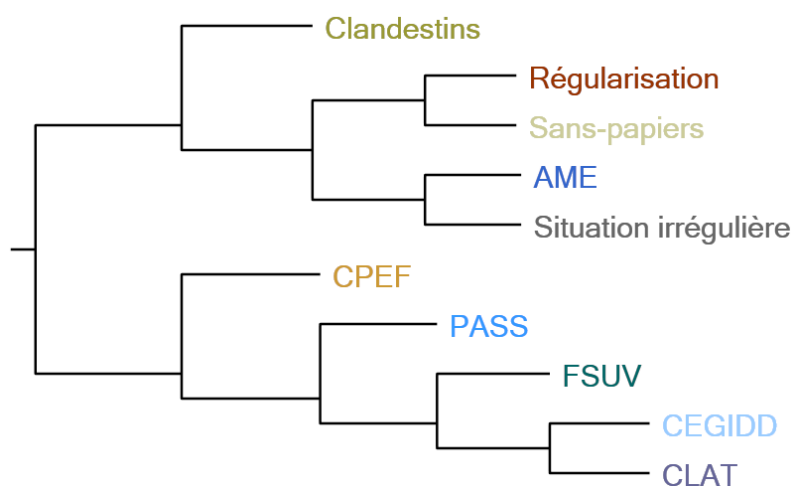 Clandestins
Régularisation
Sans-papiers
AME
Situation irrégulière
CPEF
PASS
FSUV
CEGIDD
CLAT